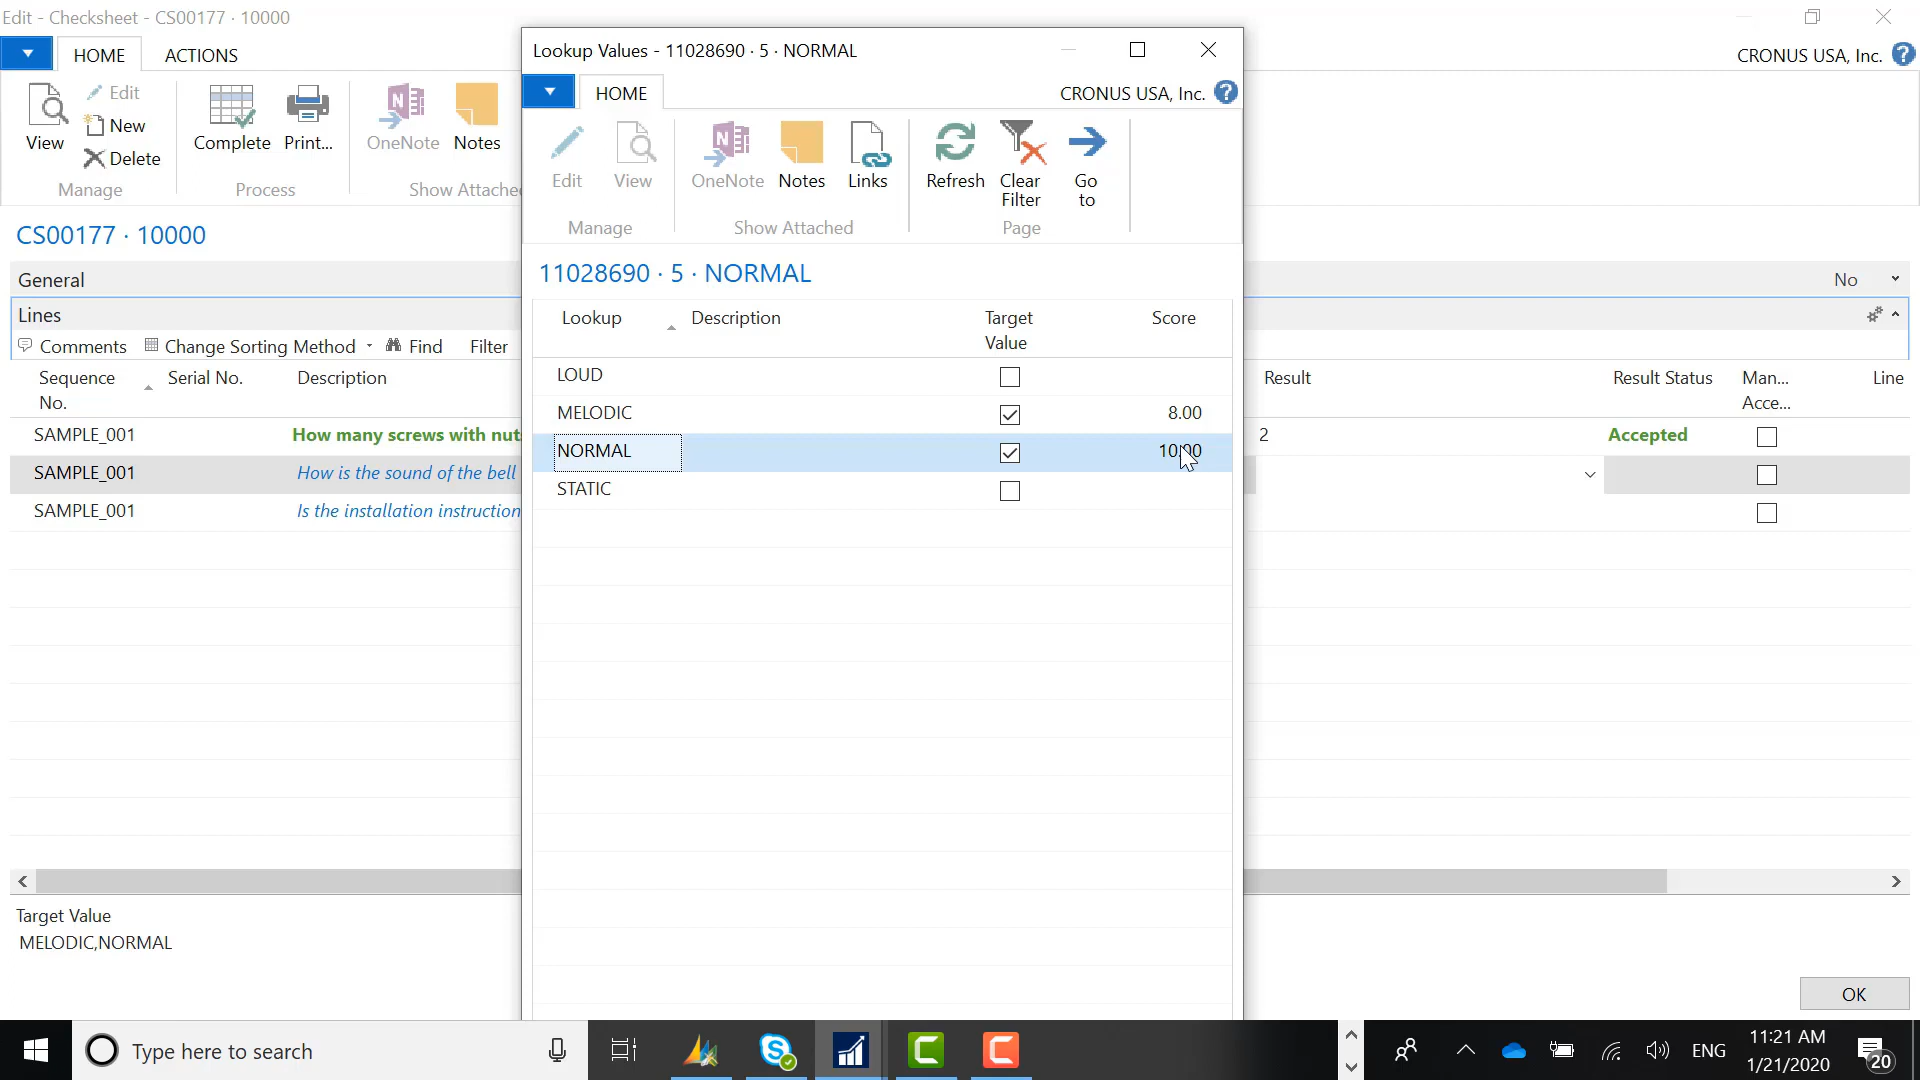 Edit - Checksheet - CS00177 · 10000
HOME ACTIONS
CRONUS USA, Inc.
View
Edit
New
Delete
Manage
Complete Print...
Process
OneNote Notes
Show Attache
CS00177 · 10000
General
No
Lines
Comments Change Sorting Method Find Filter
Sequence No. Serial No. Description
Result Result Status Man... Acce... Line
SAMPLE_001 How many screws with nut 2 Accepted
SAMPLE_001 How is the sound of the bell
SAMPLE_001 Is the installation instruction
Target Value
MELODIC,NORMAL
OK
Lookup Values - 11028690 · 5 · NORMAL
HOME
CRONUS USA, Inc.
Edit View
Manage
OneNote Notes Links
Show Attached
Refresh Clear Filter Go to
Page
11028690 · 5 · NORMAL
Lookup Description Target Value Score
LOUD
MELODIC 8.00
NORMAL 10.00
STATIC
Type here to search
ENG
11:21 AM
1/21/2020
20